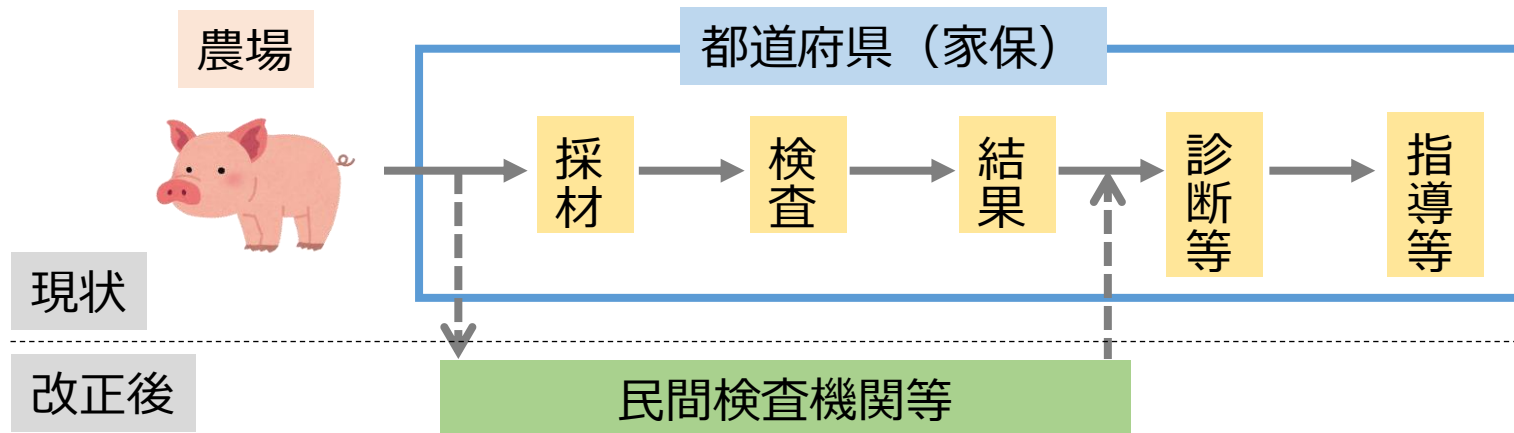 農場
都道府県（家保）
採材
検査
結果
診断等
指導等
現状
改正後
民間検査機関等